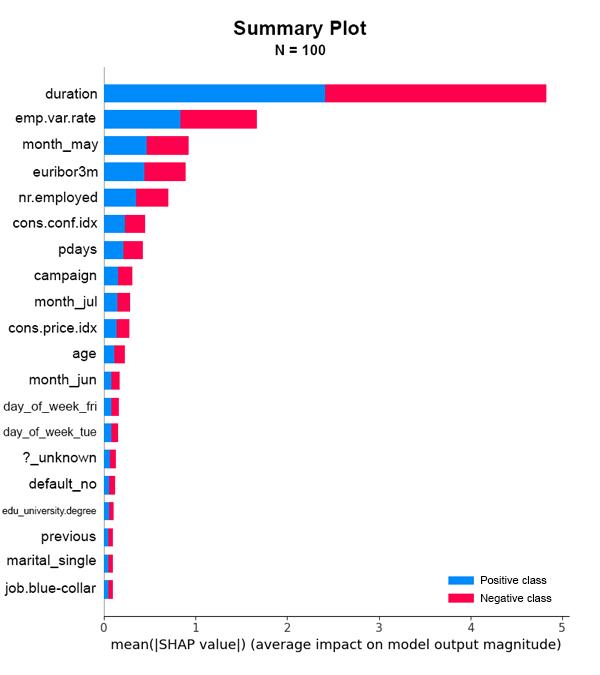 Summary Plot
N = 100
duration
emp.var.rate
month_may
euribor3m
nr.employed
cons.conf.idx
pdays
campaign
month_jul
cons.price.idx
age
month_jun
day_of_week_fri
day_of_week_tue
?_unknown
default_no
edu_university.degree
previous
marital_single
job.blue-collar
Positive class
Negative class
0 1 2 3 4 5
mean(|SHAP value|) (average impact on model output magnitude)